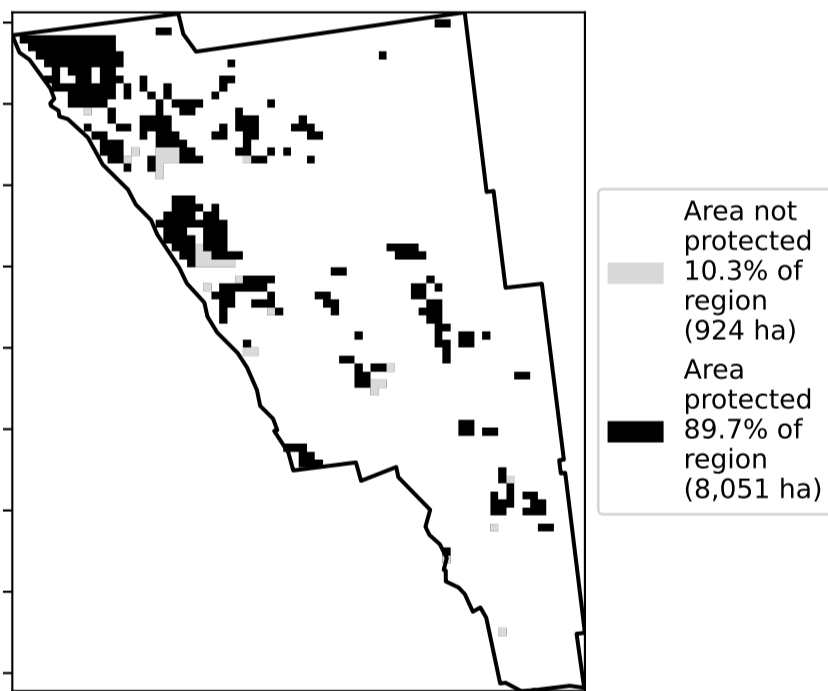 Area not
protected
10.3% of
region
(924 ha)
Area
protected
89.7% of
region
(8,051 ha)